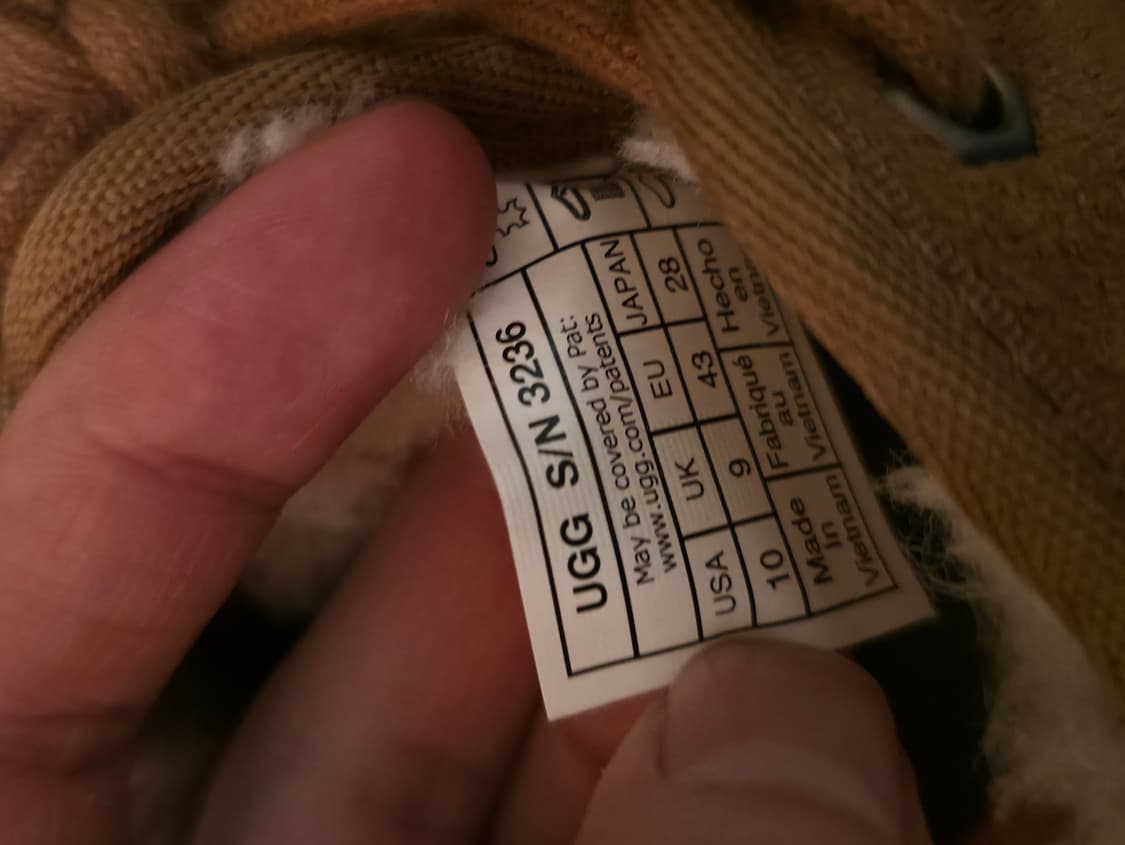 UGG S/N 3236
May be covered by Pat:
www.ugg.com/patents
USA UK EU JAPAN
10 9 43 28
Made
in
Vietnam
Fabriqué
au
Vietnam
Hecho
en